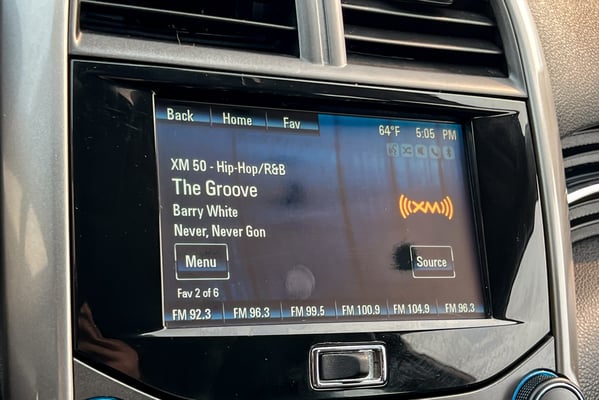 Back Home Fav
64°F 5:05 PM
XM 50 - Hip-Hop/R&B
The Groove
Barry White
Never, Never Gon
((XM))
Menu
Source
Fav 2 of 6
FM 92.3 FM 96.3 FM 99.5 FM 100.9 FM 104.9 FM 96.3